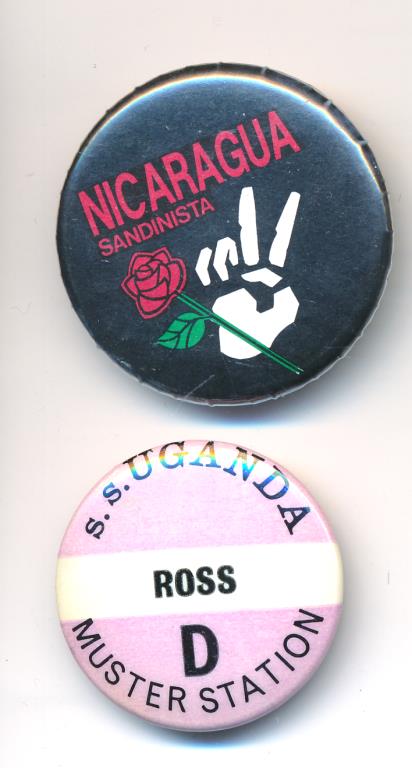 NICARAGUA
SANDINISTA
s.s.UGANDA
ROSS
D
MUSTER STATION